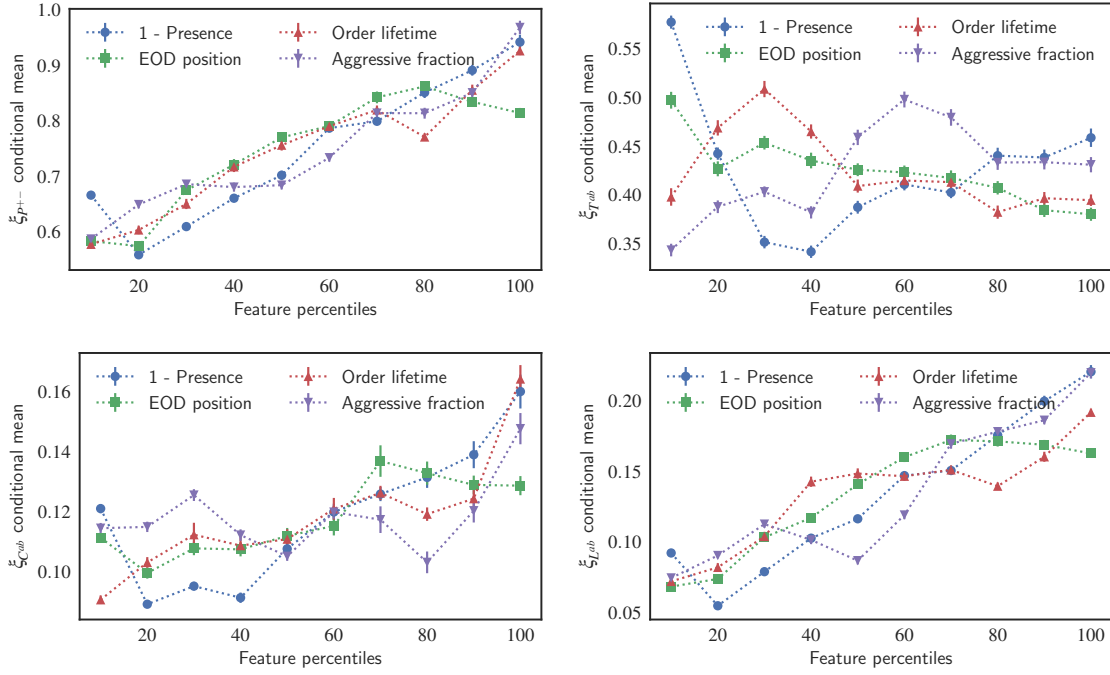 1.0
0.9
0.8
0.7
0.6
ξP+− conditional mean
1 - Presence
EOD position
Order lifetime
Aggressive fraction
20 40 60 80 100
Feature percentiles
0.55
0.50
0.45
0.40
0.35
ξTab conditional mean
1 - Presence
EOD position
Order lifetime
Aggressive fraction
20 40 60 80 100
Feature percentiles
0.16
0.14
0.12
0.10
ξCab conditional mean
1 - Presence
EOD position
Order lifetime
Aggressive fraction
20 40 60 80 100
Feature percentiles
0.20
0.15
0.10
0.05
ξLab conditional mean
1 - Presence
EOD position
Order lifetime
Aggressive fraction
20 40 60 80 100
Feature percentiles